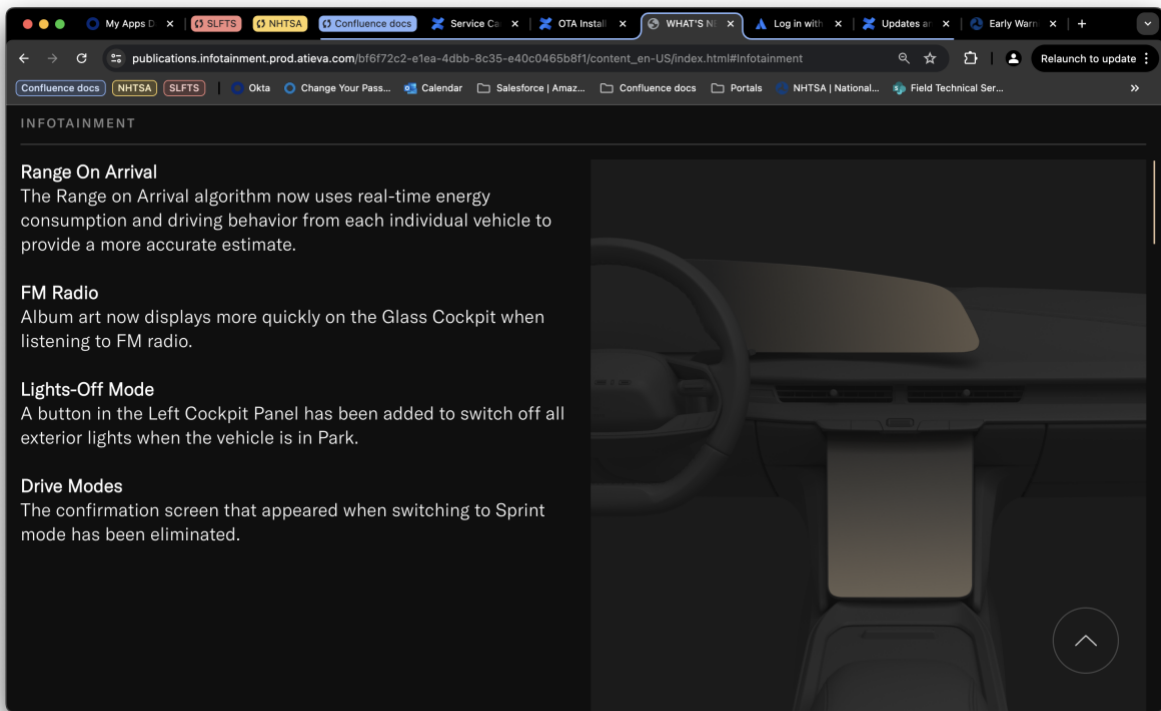 My Apps D
SLFTS
NHTSA
Confluence docs
Service Ca
OTA Instal
WHAT'S N
Log in with
Updates a
Early Warn
publications.infotainment.prod.atieva.com/bf6f72c2-e1ea-4dbb-8c35-e40c0465b8f1/content_en-US/index.html#Infotainment
Relaunch to update
Confluence docs
NHTSA
SLFTS
Okta
Change Your Pass...
Calendar
Salesforce | Amaz...
Confluence docs
Portals
NHTSA | National...
Field Technical Ser...
INFOTAINMENT
Range On Arrival
The Range on Arrival algorithm now uses real-time energy
consumption and driving behavior from each individual vehicle to
provide a more accurate estimate.
FM Radio
Album art now displays more quickly on the Glass Cockpit when
listening to FM radio.
Lights-Off Mode
A button in the Left Cockpit Panel has been added to switch off all
exterior lights when the vehicle is in Park.
Drive Modes
The confirmation screen that appeared when switching to Sprint
mode has been eliminated.